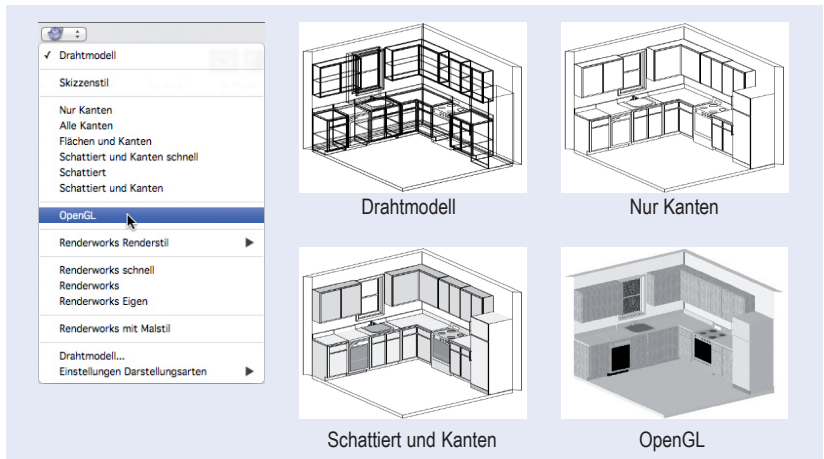 Drahtmodell
Skizzenstil
Nur Kanten
Alle Kanten
Flächen und Kanten
Schattiert und Kanten schnell
Schattiert
Schattiert und Kanten
OpenGL
Renderworks Renderstil
Renderworks schnell
Renderworks
Renderworks Eigen
Renderworks mit Malstil
Drahtmodell...
Einstellungen Darstellungsarten
Drahtmodell
Nur Kanten
Schattiert und Kanten
OpenGL